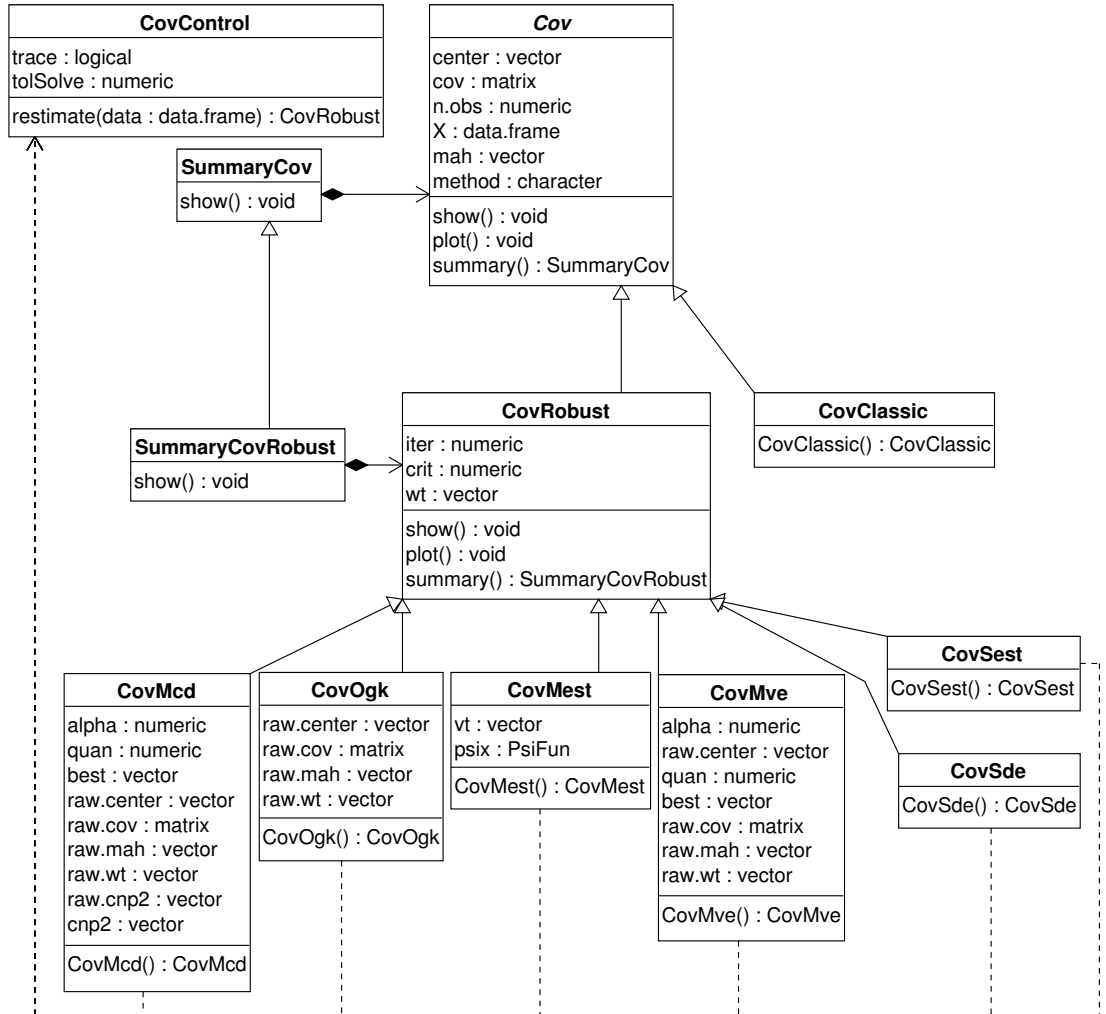 CovControl
trace : logical
tolSolve : numeric
restimate(data : data.frame) : CovRobust
Cov
center : vector
cov : matrix
n.obs : numeric
X : data.frame
mah : vector
method : character
show() : void
plot() : void
summary() : SummaryCov
SummaryCov
show() : void
CovRobust
iter : numeric
crit : numeric
wt : vector
show() : void
plot() : void
summary() : SummaryCovRobust
CovClassic
CovClassic() : CovClassic
SummaryCovRobust
show() : void
CovMcd
alpha : numeric
quan : numeric
best : vector
raw.center : vector
raw.cov : matrix
raw.mah : vector
raw.wt : vector
raw.cnp2 : vector
cnp2 : vector
CovMcd() : CovMcd
CovOgk
raw.center : vector
raw.cov : matrix
raw.mah : vector
raw.wt : vector
CovOgk() : CovOgk
CovMest
vt : vector
psix : PsiFun
CovMest() : CovMest
CovMve
alpha : numeric
raw.center : vector
quan : numeric
best : vector
raw.cov : matrix
raw.mah : vector
raw.wt : vector
CovMve() : CovMve
CovSest
CovSest() : CovSest
CovSde
CovSde() : CovSde